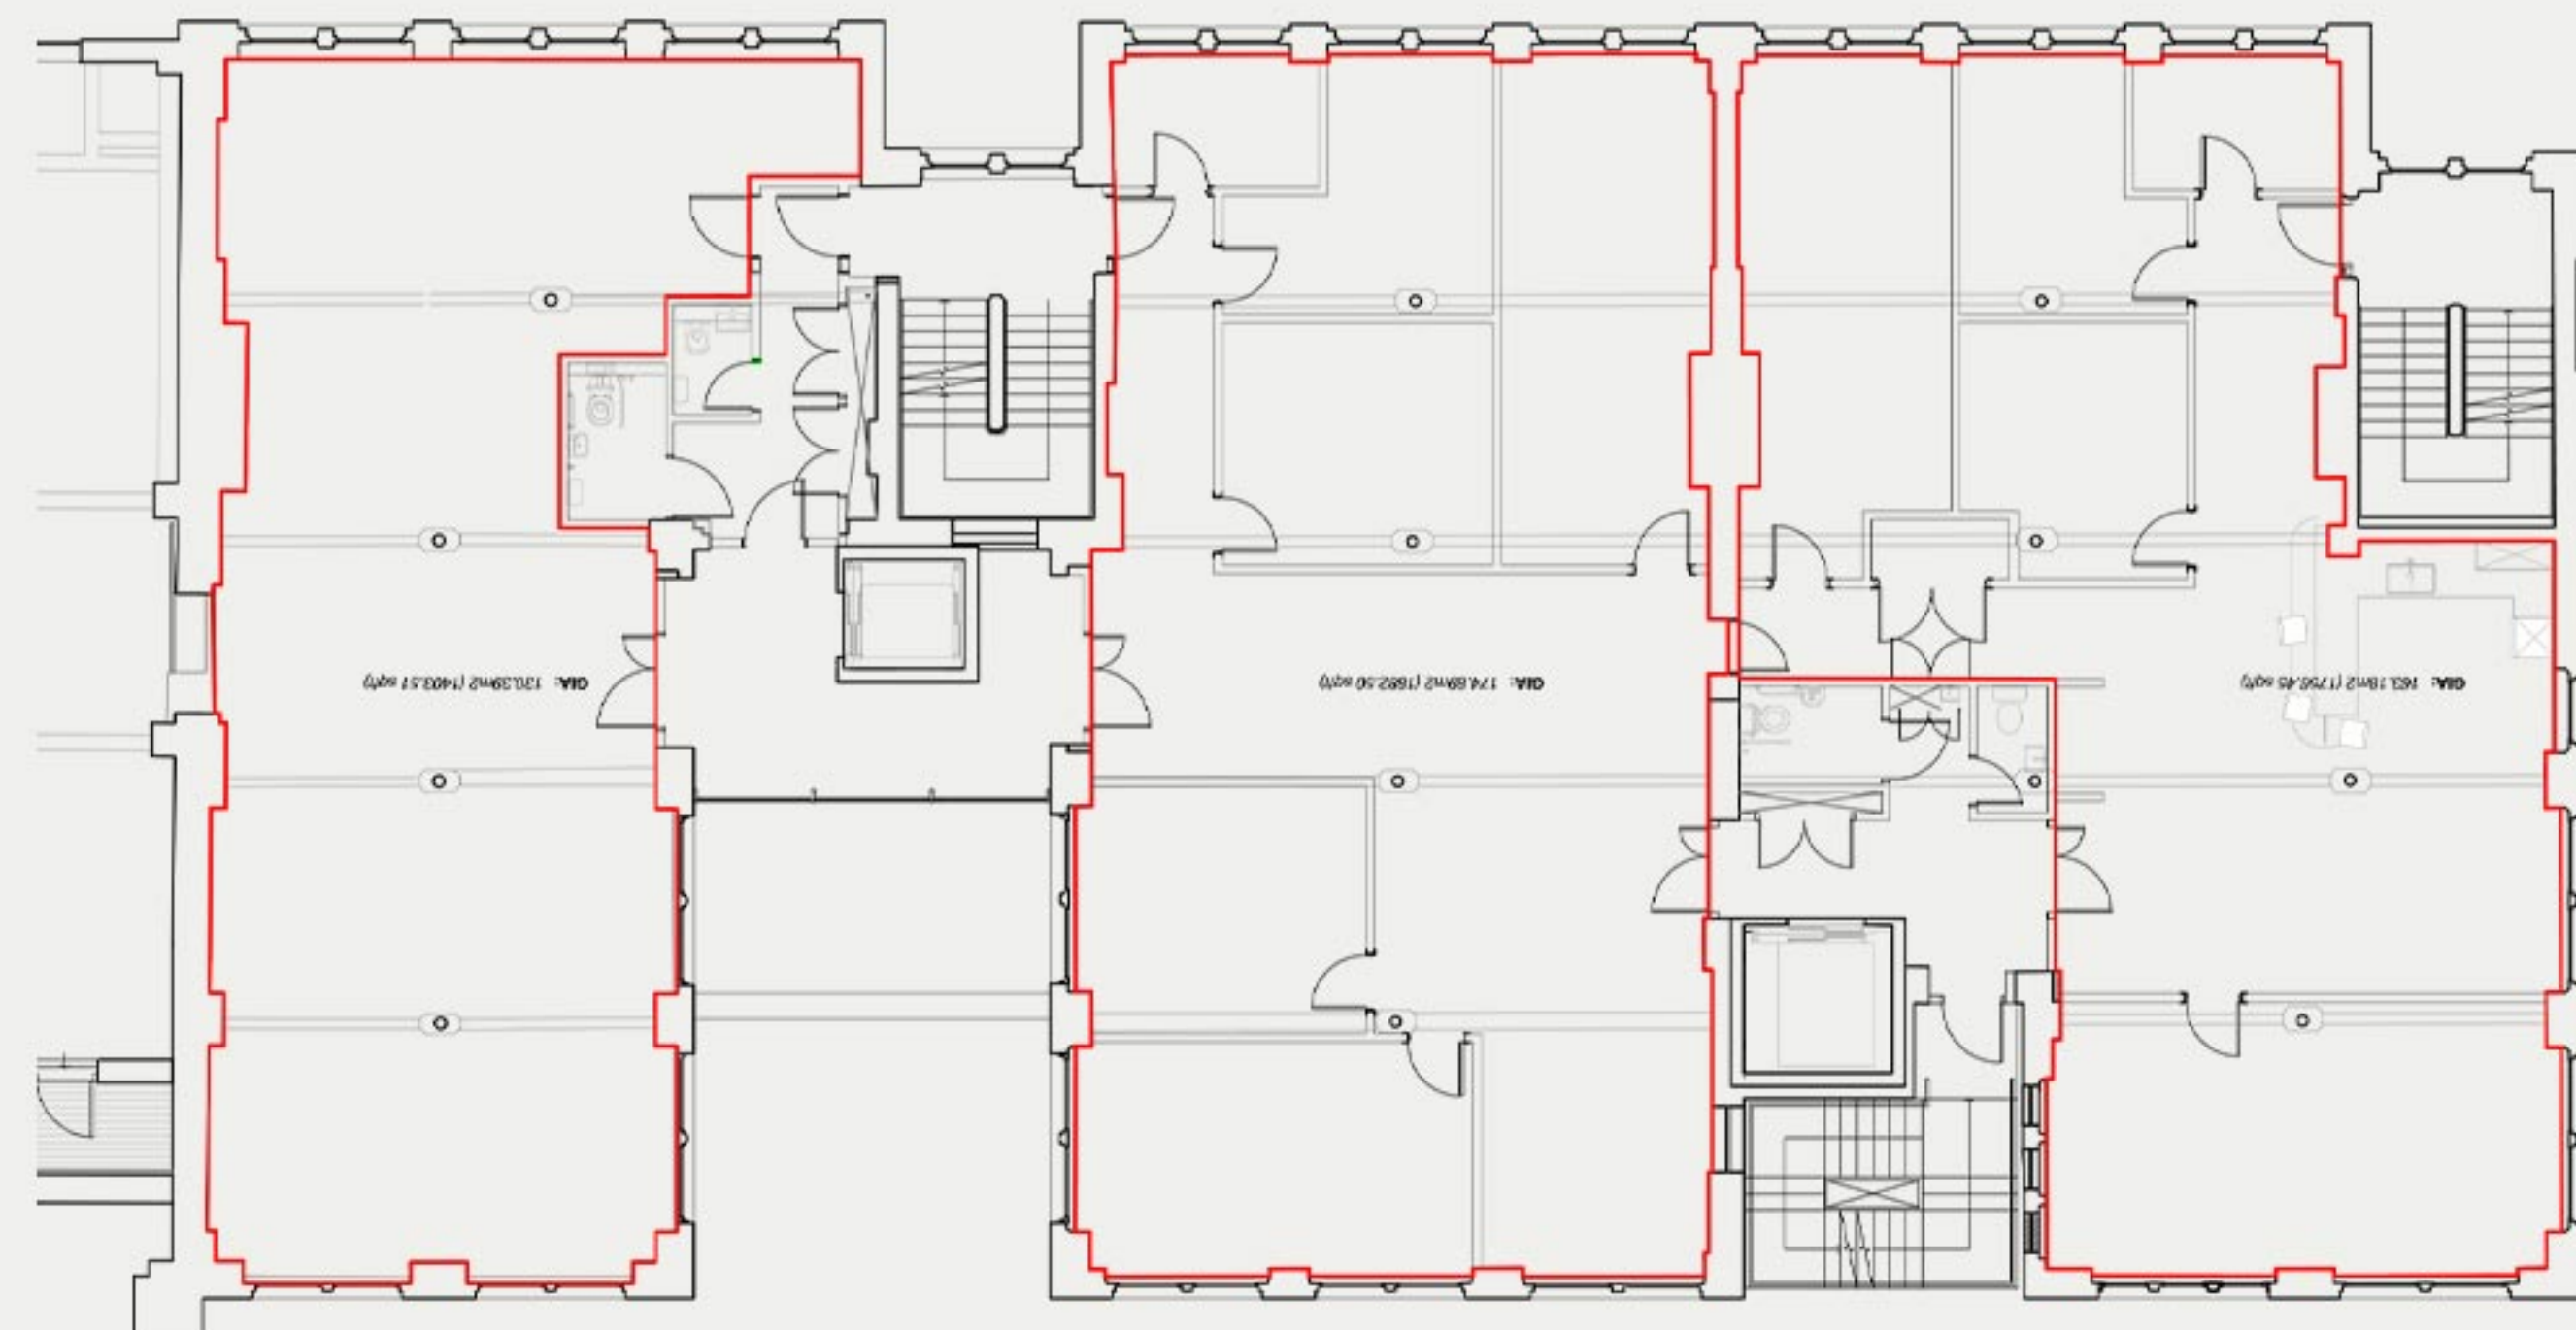 GIA: 130.39m2 (1403.51 sqft)
GIA: 174.89m2 (1882.50 sqft)
GIA: 163.18m2 (1756.45 sqft)